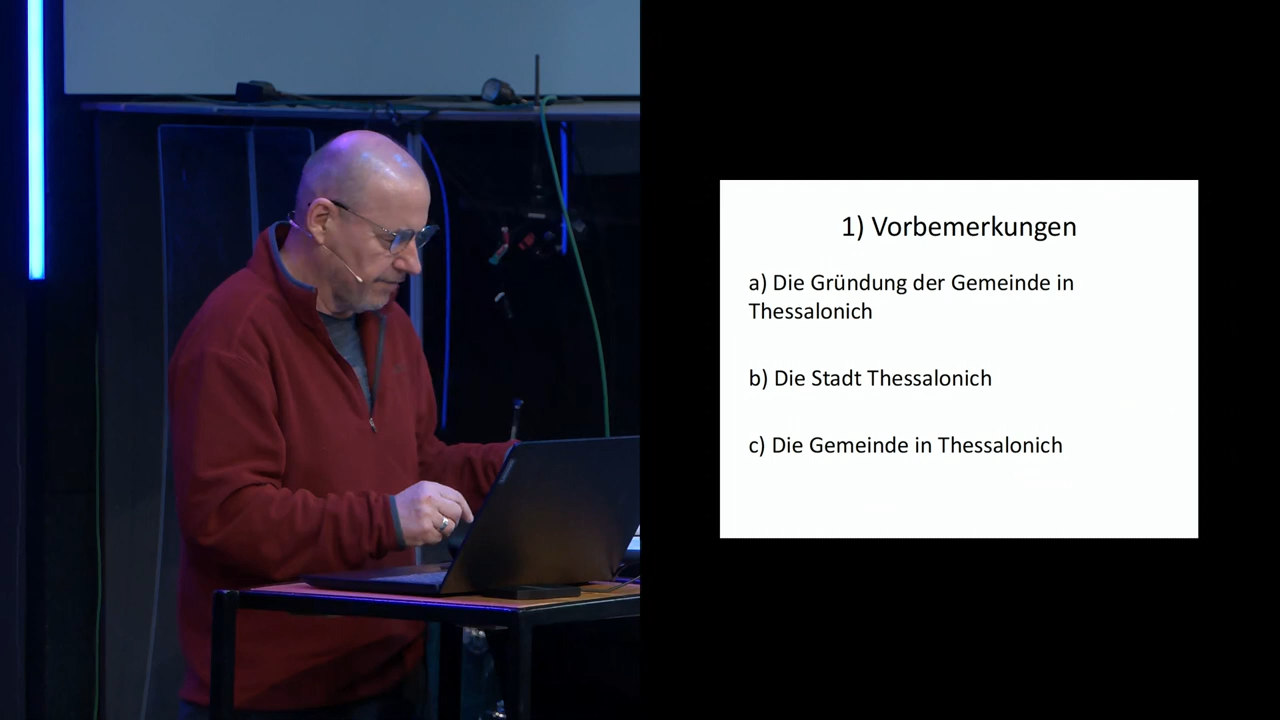 1) Vorbemerkungen
a) Die Gründung der Gemeinde in
Thessalonich
b) Die Stadt Thessalonich
c) Die Gemeinde in Thessalonich